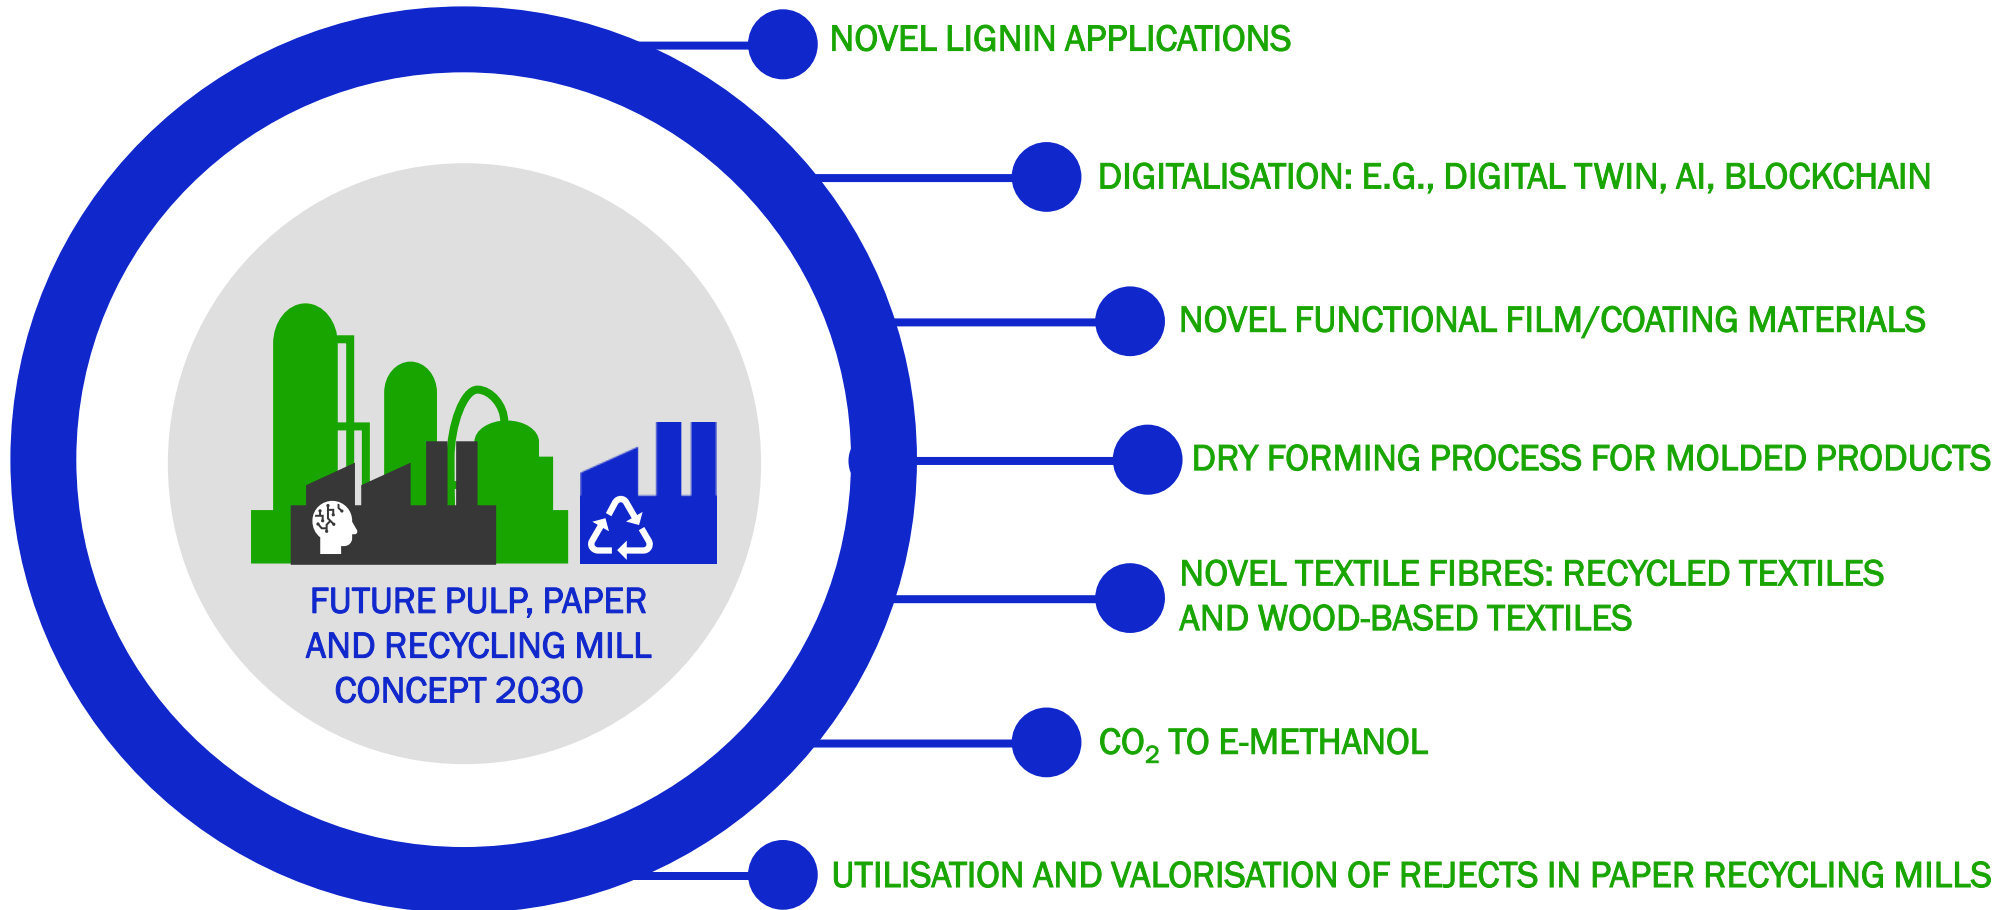 NOVEL LIGNIN APPLICATIONS
DIGITALISATION: E.G., DIGITAL TWIN, AI, BLOCKCHAIN
NOVEL FUNCTIONAL FILM/COATING MATERIALS
DRY FORMING PROCESS FOR MOLDED PRODUCTS
NOVEL TEXTILE FIBRES: RECYCLED TEXTILES
AND WOOD-BASED TEXTILES
CO₂ TO E-METHANOL
UTILISATION AND VALORISATION OF REJECTS IN PAPER RECYCLING MILLS
FUTURE PULP, PAPER
AND RECYCLING MILL
CONCEPT 2030